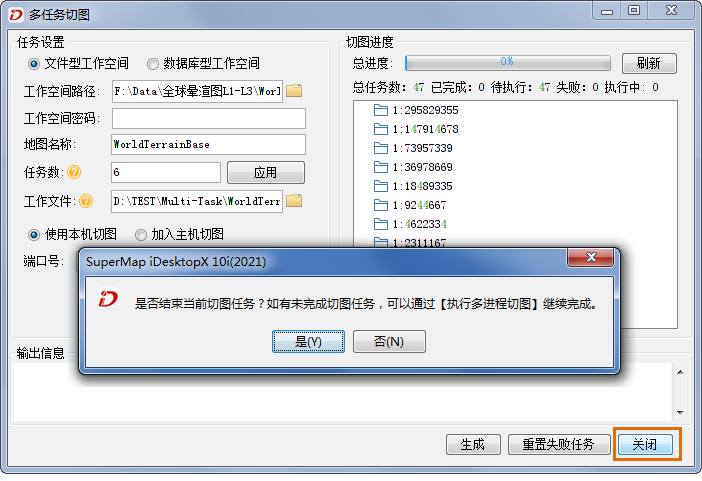 多任务切图
任务设置
文件型工作空间 数据库型工作空间
工作空间路径: F:\Data\全球晕渲图L1-L3\Worl
工作空间密码:
地图名称: WorldTerrainBase
任务数: 6 应用
工作文件: D:\TEST\Multi-Task\WorldTerr
使用本机切图 加入主机切图
端口号:
切图进度
总进度: 0% 刷新
总任务数: 47 已完成: 0 待执行: 47 失败: 0 执行中: 0
1:295829355
1:147914678
1:73957339
1:36978669
1:18489335
1:9244667
1:4622334
1:2311167
SuperMap iDesktopX 10i(2021)
是否结束当前切图任务？如有未完成切图任务，可以通过【执行多进程切图】继续完成。
是(Y) 否(N)
输出信息
生成 重置失败任务 关闭